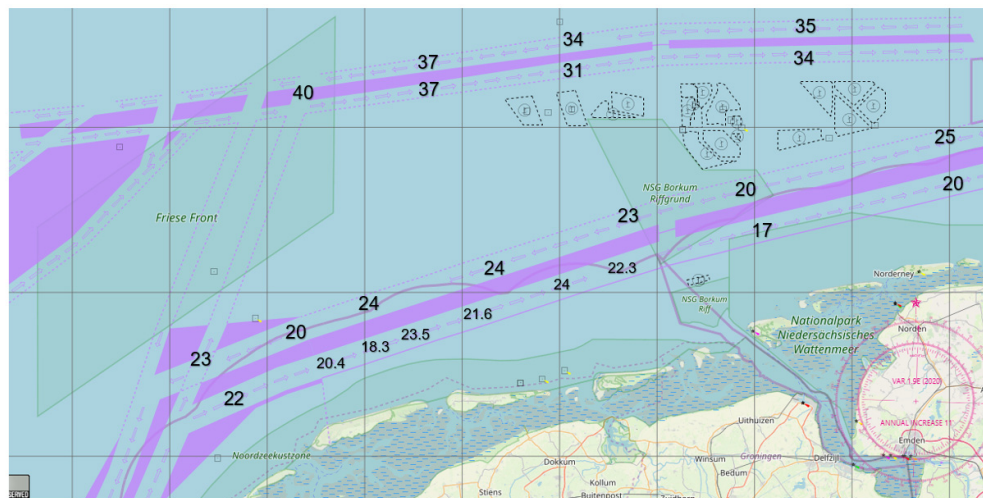 35
34
37
31
34
37
40
25
NSG Borkum
Riffgrund
20
20
Friese Front
23
17
24
22.3
24
Norderney
NSG Borkum
Riff
24
21.6
Nationalpark
Niedersächsisches
Wattenmeer
Norden
20
23.5
18.3
23
20.4
VAR 1.9E (2020)
22
ANNUAL INCREASE 11'
Uithuizen
Emden
Noordzeekustzone
Winsum
Groningen
Delfzijl
Dokkum
Bedum
Kollum
Stiens
Buitenpost